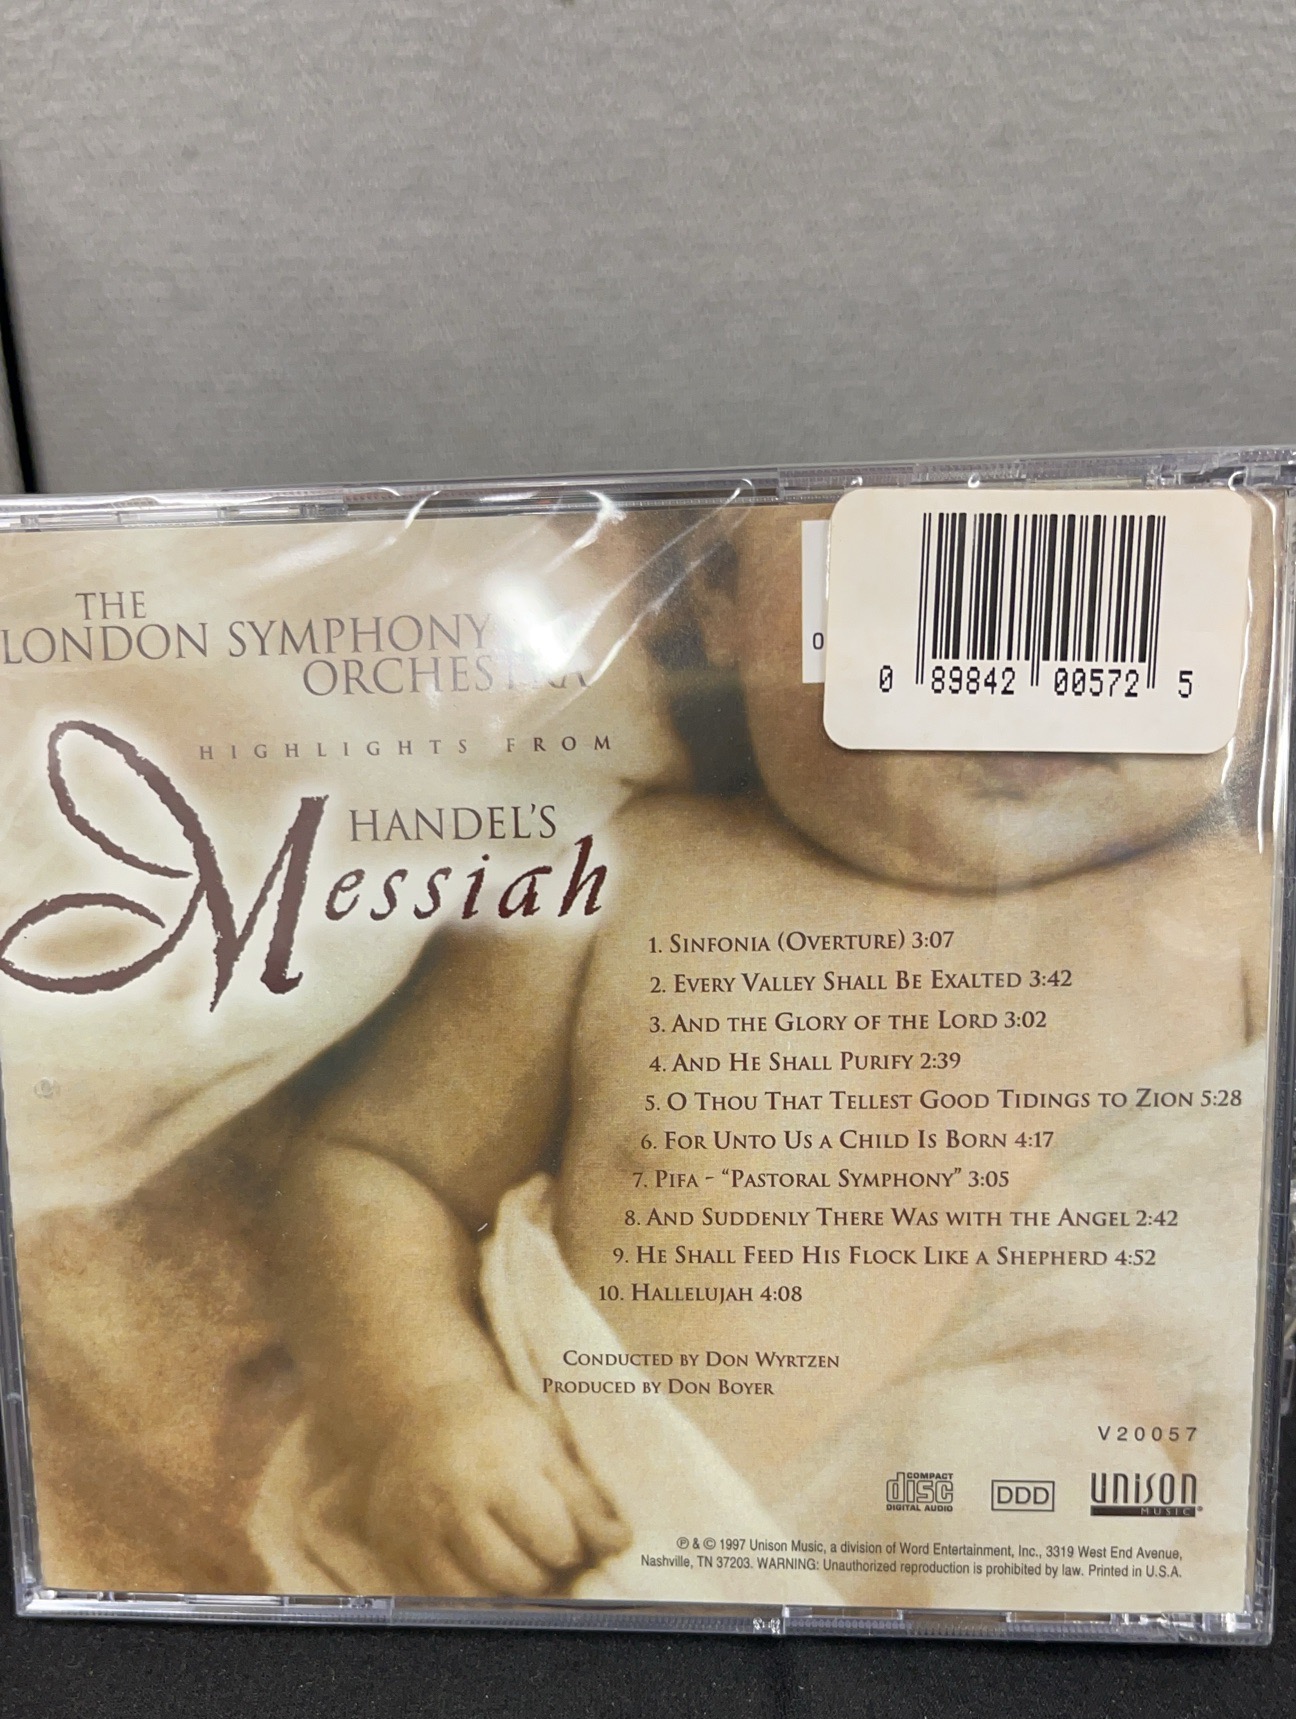 THE
LONDON SYMPHONY
ORCHESTRA
HIGHLIGHTS FROM
HANDEL'S
Messiah
0
0 89842 00572 5
1. SINFONIA (OVERTURE) 3:07
2. EVERY VALLEY SHALL BE EXALTED 3:42
3. AND THE GLORY OF THE LORD 3:02
4. AND HE SHALL PURIFY 2:39
5. O THOU THAT TELLEST GOOD TIDINGS TO ZION 5:28
6. FOR UNTO US A CHILD IS BORN 4:17
7. PIFA - "PASTORAL SYMPHONY" 3:05
8. AND SUDDENLY THERE WAS WITH THE ANGEL 2:42
9. HE SHALL FEED HIS FLOCK LIKE A SHEPHERD 4:52
10. HALLELUJAH 4:08
CONDUCTED BY DON WYRTZEN
PRODUCED BY DON BOYER
V20057
COMPACT
disc
DIGITAL AUDIO
DDD
UNISON
MUSIC
℗ & © 1997 Unison Music, a division of Word Entertainment, Inc., 3319 West End Avenue,
Nashville, TN 37203. WARNING: Unauthorized reproduction is prohibited by law. Printed in U.S.A.